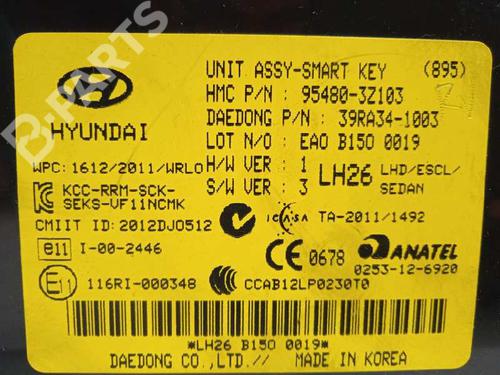 UNIT ASSY-SMART KEY (895)
HMC P/N : 95480-3Z103
DAEDONG P/N : 39RA34-1003
HYUNDAI
LOT N/O : EAO B150 0019
WPC: 1612/2011/WRLO
H/W VER : 1
S/W VER : 3
LH26
LHD/ESCL/
SEDAN
KCC-RRM-SCK-
SEKS-UF11NCMK
CMIIT ID: 2012DJ0512
ICASA
TA-2011/1492
e11 I-00-2446
CE 0678
ANATEL
0253-12-6920
E11 116RI-000348
CCAB12LP0230T0
*LH26 B150 0019*
DAEDONG CO.,LTD.// MADE IN KOREA
B-PARTS